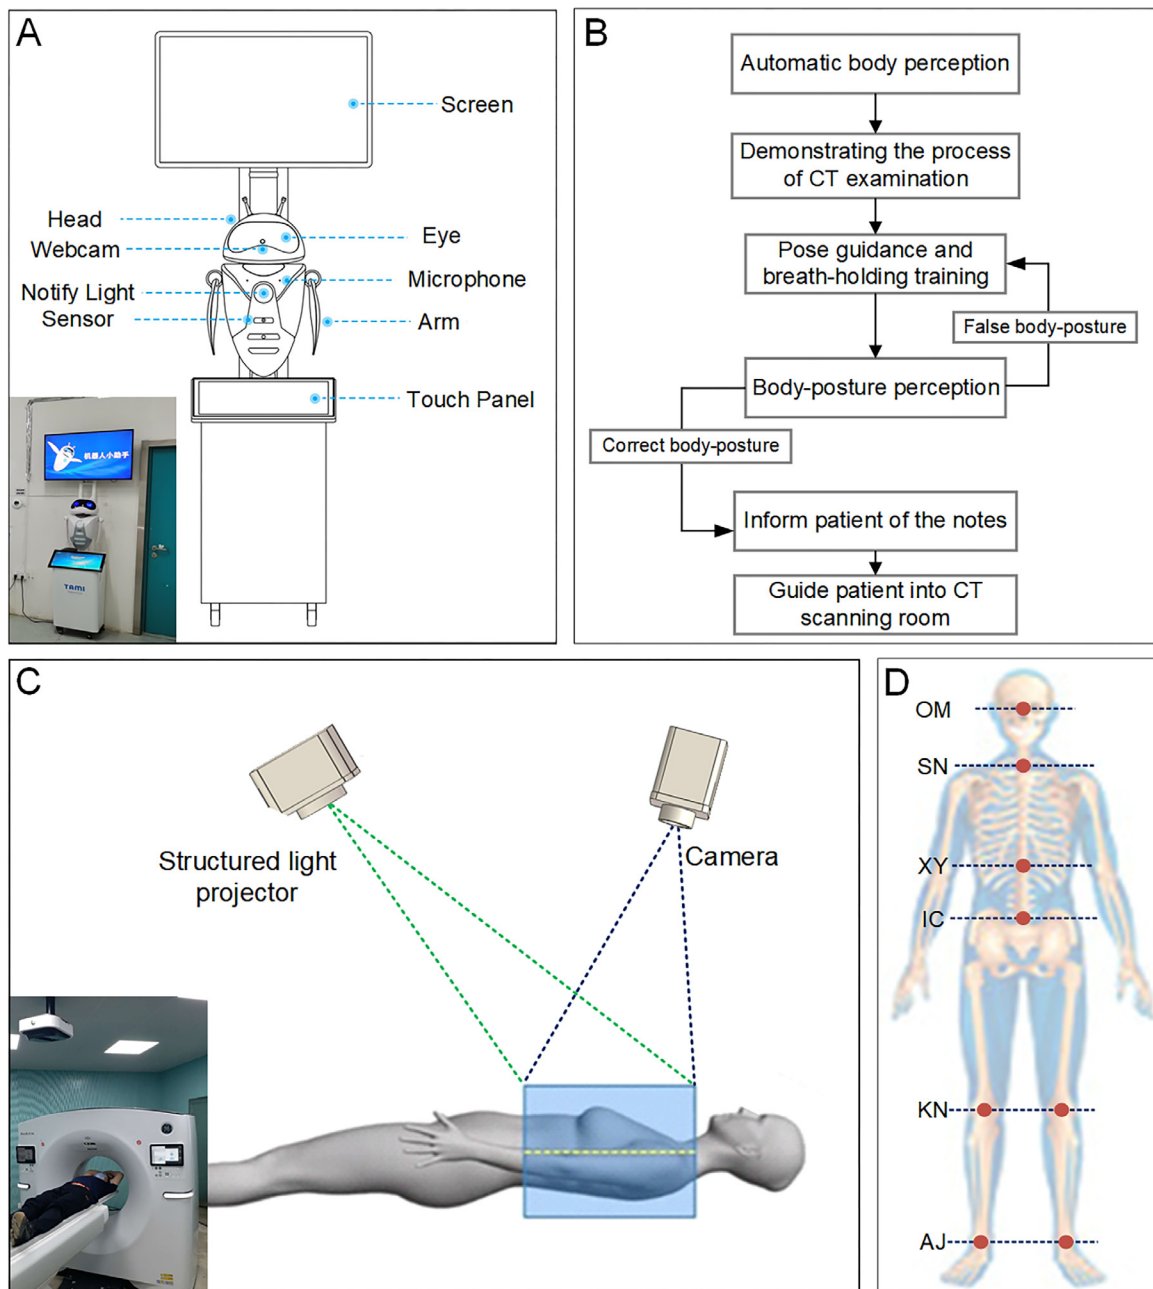 A
Screen
Head
Webcam
Eye
Microphone
Notify Light
Sensor
Arm
Touch Panel
机器人小助手
TAMI
B
Automatic body perception
Demonstrating the process
of CT examination
Pose guidance and
breath-holding training
False body-posture
Body-posture perception
Correct body-posture
Inform patient of the notes
Guide patient into CT
scanning room
C
Structured light
projector
Camera
D
OM
SN
XY
IC
KN
AJ